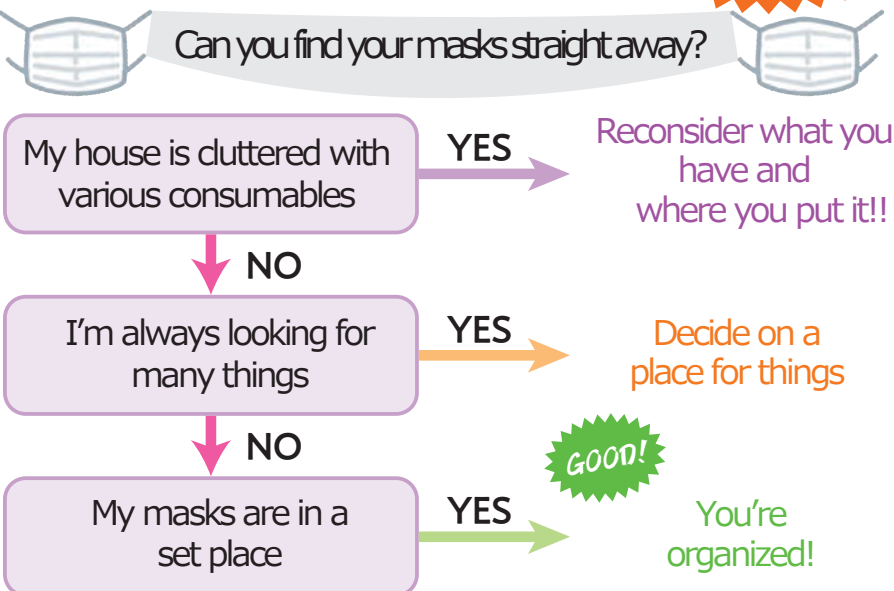 Can you find your masks straight away?
My house is cluttered with
various consumables
YES
Reconsider what you
have and
where you put it!!
NO
I'm always looking for
many things
YES
Decide on a
place for things
NO
GOOD!
My masks are in a
set place
YES
You're
organized!